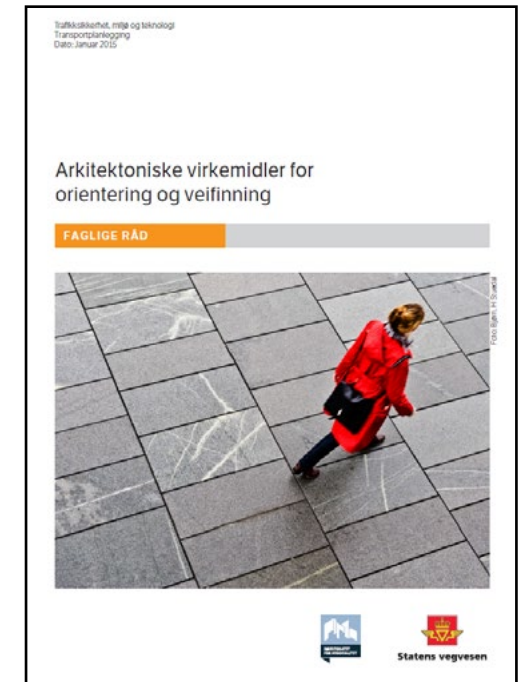 Trafikksikkerhet, miljø og teknologi
Transportplanlegging
Dato: Januar 2015
Arkitektoniske virkemidler for
orientering og veifinning
FAGLIGE RÅD
Statens vegvesen